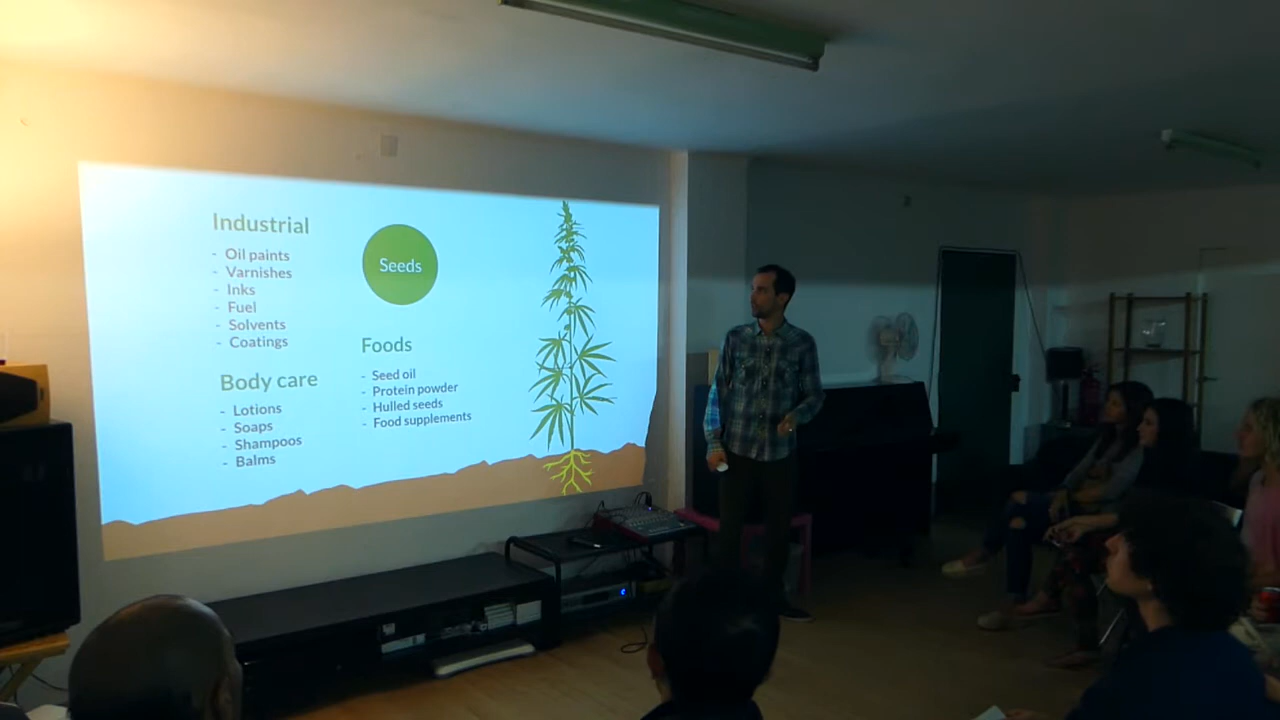 Industrial
- Oil paints
- Varnishes
- Inks
- Fuel
- Solvents
- Coatings
Body care
- Lotions
- Soaps
- Shampoos
- Balms
Seeds
Foods
- Seed oil
- Protein powder
- Hulled seeds
- Food supplements